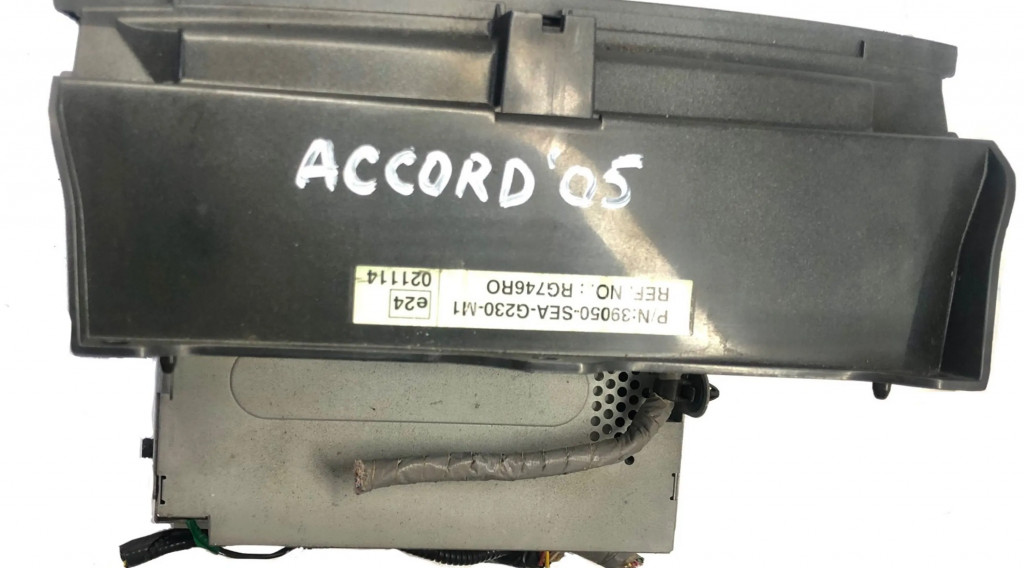 ACCORD '05
P/N:39050-SEA-G230-M1
REF. NO.: RG746RO
e24
021114